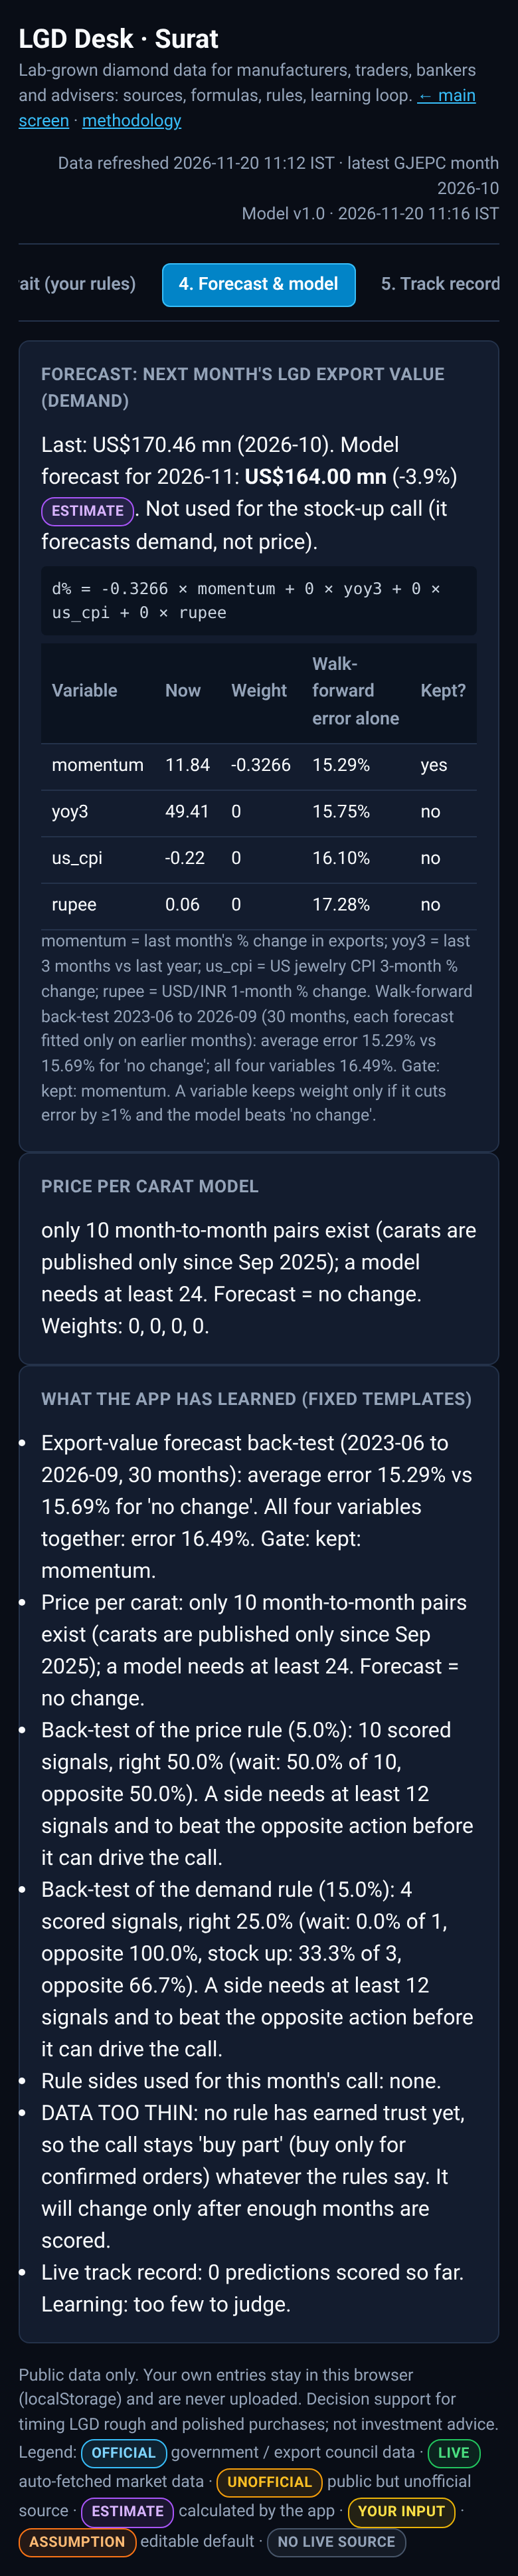 LGD Desk · Surat
Lab-grown diamond data for manufacturers, traders, bankers
and advisers: sources, formulas, rules, learning loop. ← main
screen · methodology
Data refreshed 2026-11-20 11:12 IST · latest GJEPC month
2026-10
Model v1.0 · 2026-11-20 11:16 IST
ait (your rules)
4. Forecast & model
5. Track record
FORECAST: NEXT MONTH'S LGD EXPORT VALUE
(DEMAND)
Last: US$170.46 mn (2026-10). Model
forecast for 2026-11: US$164.00 mn (-3.9%)
ESTIMATE. Not used for the stock-up call (it
forecasts demand, not price).
d% = -0.3266 × momentum + 0 × yoy3 + 0 ×
us_cpi + 0 × rupee
Variable Now Weight Walk-forward error alone Kept?
momentum 11.84 -0.3266 15.29% yes
yoy3 49.41 0 15.75% no
us_cpi -0.22 0 16.10% no
rupee 0.06 0 17.28% no
momentum = last month's % change in exports; yoy3 = last
3 months vs last year; us_cpi = US jewelry CPI 3-month %
change; rupee = USD/INR 1-month % change. Walk-forward
back-test 2023-06 to 2026-09 (30 months, each forecast
fitted only on earlier months): average error 15.29% vs
15.69% for 'no change'; all four variables 16.49%. Gate:
kept: momentum. A variable keeps weight only if it cuts
error by ≥1% and the model beats 'no change'.
PRICE PER CARAT MODEL
only 10 month-to-month pairs exist (carats are
published only since Sep 2025); a model
needs at least 24. Forecast = no change.
Weights: 0, 0, 0, 0.
WHAT THE APP HAS LEARNED (FIXED TEMPLATES)
• Export-value forecast back-test (2023-06 to
2026-09, 30 months): average error 15.29% vs
15.69% for 'no change'. All four variables
together: error 16.49%. Gate: kept:
momentum.
• Price per carat: only 10 month-to-month pairs
exist (carats are published only since Sep
2025); a model needs at least 24. Forecast =
no change.
• Back-test of the price rule (5.0%): 10 scored
signals, right 50.0% (wait: 50.0% of 10,
opposite 50.0%). A side needs at least 12
signals and to beat the opposite action before
it can drive the call.
• Back-test of the demand rule (15.0%): 4
scored signals, right 25.0% (wait: 0.0% of 1,
opposite 100.0%, stock up: 33.3% of 3,
opposite 66.7%). A side needs at least 12
signals and to beat the opposite action before
it can drive the call.
• Rule sides used for this month's call: none.
• DATA TOO THIN: no rule has earned trust yet,
so the call stays 'buy part' (buy only for
confirmed orders) whatever the rules say. It
will change only after enough months are
scored.
• Live track record: 0 predictions scored so far.
Learning: too few to judge.
Public data only. Your own entries stay in this browser
(localStorage) and are never uploaded. Decision support for
timing LGD rough and polished purchases; not investment advice.
Legend: OFFICIAL government / export council data · LIVE
auto-fetched market data · UNOFFICIAL public but unofficial
source · ESTIMATE calculated by the app · YOUR INPUT ·
ASSUMPTION editable default · NO LIVE SOURCE